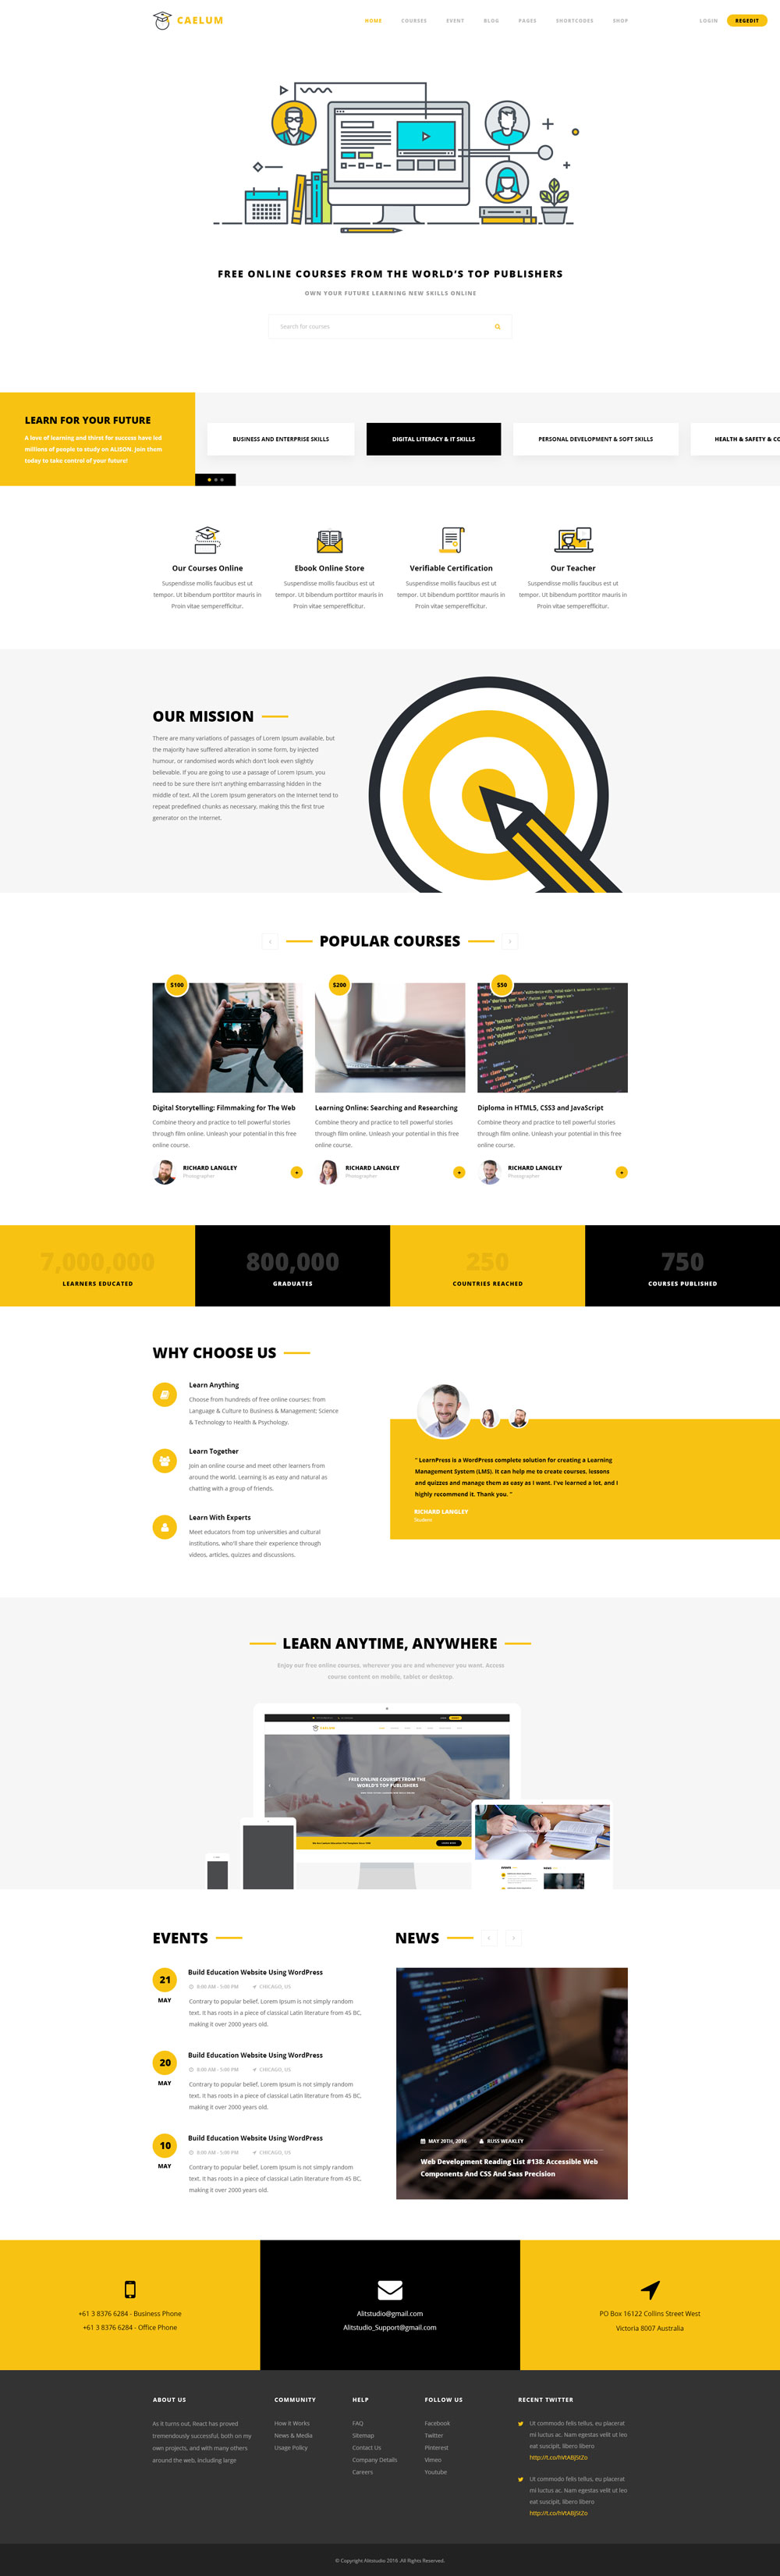 CAELUM
HOME COURSES EVENT BLOG PAGES SHORTCODES SHOP LOGIN REGEDIT
FREE ONLINE COURSES FROM THE WORLD'S TOP PUBLISHERS
OWN YOUR FUTURE LEARNING NEW SKILLS ONLINE
Search for courses
LEARN FOR YOUR FUTURE
A love of learning and thirst for success have led
millions of people to study on ALISON. Join them
today to take control of your future!
BUSINESS AND ENTERPRISE SKILLS
DIGITAL LITERACY & IT SKILLS
PERSONAL DEVELOPMENT & SOFT SKILLS
HEALTH & SAFETY & CO
Our Courses Online
Suspendisse mollis faucibus est ut
tempor. Ut bibendum porttitor mauris in
Proin vitae semperefficitur.
Ebook Online Store
Suspendisse mollis faucibus est ut
tempor. Ut bibendum porttitor mauris in
Proin vitae semperefficitur.
Verifiable Certification
Suspendisse mollis faucibus est ut
tempor. Ut bibendum porttitor mauris in
Proin vitae semperefficitur.
Our Teacher
Suspendisse mollis faucibus est ut
tempor. Ut bibendum porttitor mauris in
Proin vitae semperefficitur.
OUR MISSION
There are many variations of passages of Lorem Ipsum available, but
the majority have suffered alteration in some form, by injected
humour, or randomised words which don't look even slightly
believable. If you are going to use a passage of Lorem Ipsum, you
need to be sure there isn't anything embarrassing hidden in the
middle of text. All the Lorem Ipsum generators on the Internet tend to
repeat predefined chunks as necessary, making this the first true
generator on the Internet.
POPULAR COURSES
$100
Digital Storytelling: Filmmaking for The Web
Combine theory and practice to tell powerful stories
through film online. Unleash your potential in this free
online course.
RICHARD LANGLEY
Photographer
$200
Learning Online: Searching and Researching
Combine theory and practice to tell powerful stories
through film online. Unleash your potential in this free
online course.
RICHARD LANGLEY
Photographer
$50
Diploma in HTML5, CSS3 and JavaScript
Combine theory and practice to tell powerful stories
through film online. Unleash your potential in this free
online course.
RICHARD LANGLEY
Photographer
7,000,000
LEARNERS EDUCATED
800,000
GRADUATES
250
COUNTRIES REACHED
750
COURSES PUBLISHED
WHY CHOOSE US
Learn Anything
Choose from hundreds of free online courses: from
Language & Culture to Business & Management; Science
& Technology to Health & Psychology.
Learn Together
Join an online course and meet other learners from
around the world. Learning is as easy and natural as
chatting with a group of friends.
Learn With Experts
Meet educators from top universities and cultural
institutions, who'll share their experience through
videos, articles, quizzes and discussions.
" LearnPress is a WordPress complete solution for creating a Learning
Management System (LMS). It can help me to create courses, lessons
and quizzes and manage them as easy as I want. I've learned a lot, and I
highly recommend it. Thank you. "
RICHARD LANGLEY
Student
LEARN ANYTIME, ANYWHERE
Enjoy our free online courses, wherever you are and whenever you want. Access
course content on mobile, tablet or desktop.
CAELUM
FREE ONLINE COURSES FROM THE
WORLD'S TOP PUBLISHERS
EVENTS
21
MAY
Build Education Website Using WordPress
8:00 AM - 5:00 PM CHICAGO, US
Contrary to popular belief, Lorem Ipsum is not simply random
text. It has roots in a piece of classical Latin literature from 45 BC,
making it over 2000 years old.
20
MAY
Build Education Website Using WordPress
8:00 AM - 5:00 PM CHICAGO, US
Contrary to popular belief, Lorem Ipsum is not simply random
text. It has roots in a piece of classical Latin literature from 45 BC,
making it over 2000 years old.
10
MAY
Build Education Website Using WordPress
8:00 AM - 5:00 PM CHICAGO, US
Contrary to popular belief, Lorem Ipsum is not simply random
text. It has roots in a piece of classical Latin literature from 45 BC,
making it over 2000 years old.
NEWS
MAY 20TH, 2016 RUSS WEAKLEY
Web Development Reading List #138: Accessible Web
Components And CSS And Sass Precision
+61 3 8376 6284 - Business Phone
+61 3 8376 6284 - Office Phone
Alitstudio@gmail.com
Alitstudio_Support@gmail.com
PO Box 16122 Collins Street West
Victoria 8007 Australia
ABOUT US
As it turns out, React has proved
tremendously successful, both on my
own projects, and with many others
around the web, including large
COMMUNITY
How It Works
News & Media
Usage Policy
HELP
FAQ
Sitemap
Contact Us
Company Details
Careers
FOLLOW US
Facebook
Twitter
Pinterest
Vimeo
Youtube
RECENT TWITTER
Ut commodo felis tellus, eu placerat
mi luctus ac. Nam egestas velit ut leo
eat suscipit, libero libero
http://t.co/hVtABjStZo
Ut commodo felis tellus, eu placerat
mi luctus ac. Nam egestas velit ut leo
eat suscipit, libero libero
http://t.co/hVtABjStZo
© Copyright Alitstudio 2016 .All Rights Reserved.